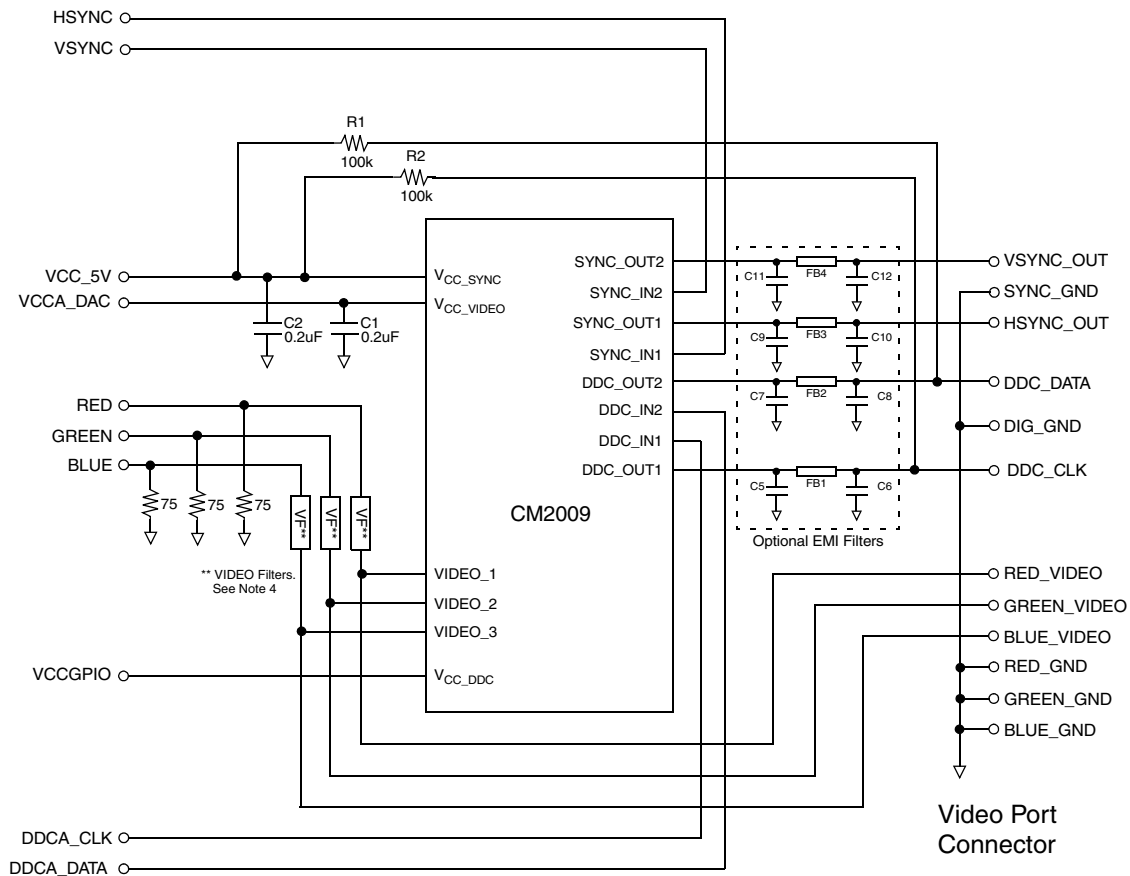 HSYNC
VSYNC
R1
100k
R2
100k
VCC_5V
VCCA_DAC
C2
0.2uF
C1
0.2uF
VCC_SYNC
VCC_VIDEO
RED
GREEN
BLUE
75
75
75
VF**
VF**
VF**
** VIDEO Filters.
See Note 4
CM2009
VIDEO_1
VIDEO_2
VIDEO_3
VCCGPIO
VCC_DDC
SYNC_OUT2
SYNC_IN2
SYNC_OUT1
SYNC_IN1
DDC_OUT2
DDC_IN2
DDC_IN1
DDC_OUT1
C11
FB4
C12
C9
FB3
C10
C7
FB2
C8
C5
FB1
C6
Optional EMI Filters
VSYNC_OUT
SYNC_GND
HSYNC_OUT
DDC_DATA
DIG_GND
DDC_CLK
RED_VIDEO
GREEN_VIDEO
BLUE_VIDEO
RED_GND
GREEN_GND
BLUE_GND
Video Port
Connector
DDCA_CLK
DDCA_DATA